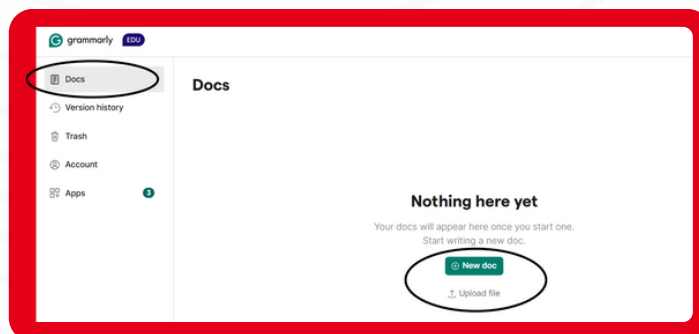 grammarly EDU
Docs
Version history
Trash
Account
Apps 3
Docs
Nothing here yet
Your docs will appear here once you start one.
Start writing a new doc.
New doc
Upload file